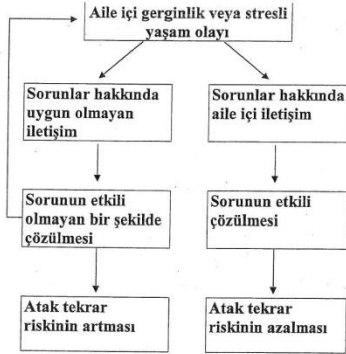 Aile içi gerginlik veya stresli
yaşam olayı
Sorunlar hakkında
uygun olmayan
iletişim
Sorunlar hakkında
aile içi iletişim
Sorunun etkili
olmayan bir şekilde
çözülmesi
Sorunun etkili
çözülmesi
Atak tekrar
riskinin artması
Atak tekrar
riskinin azalması